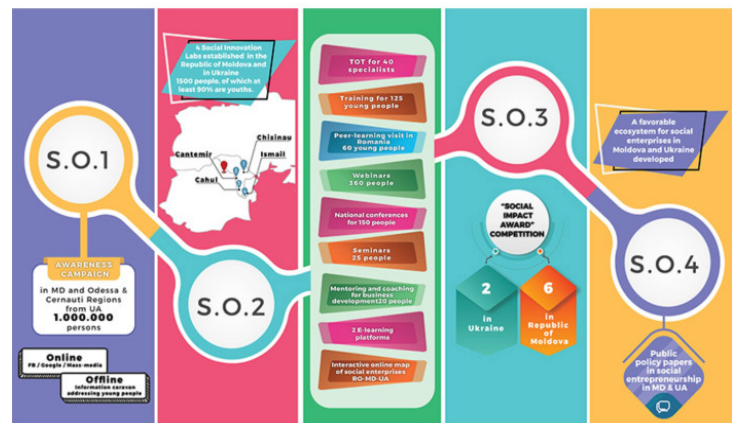 S.O.1
AWARENESS
CAMPAIGN
in MD and Odessa &
Cernauti Regions
from UA
1.000.000
persons
Online
FB / Google / Mass-media
Offline
Information caravan
addressing young people
4 Social Innovation
Labs established in the
Republic of Moldova and
in Ukraine
1500 people, of which at
least 90% are youths.
Chisinau
Cantemir
Ismail
Cahul
S.O.2
TOT for 40
specialists
Training for 125
young people
Peer-learning visit in
Romania
60 young people
Webinars
360 people
National conferences
for 150 people
Seminars
25 people
Mentoring and coaching
for business
development20 people
2 E-learning
platforms
Interactive online map
of social enterprises
RO-MD-UA
S.O.3
"SOCIAL
IMPACT
AWARD"
COMPETITION
2
in
Ukraine
6
in
Republic
of
Moldova
A favorable
ecosystem for social
enterprises in
Moldova and Ukraine
developed
S.O.4
Public
policy papers
in social
entrepreneurship
in MD & UA